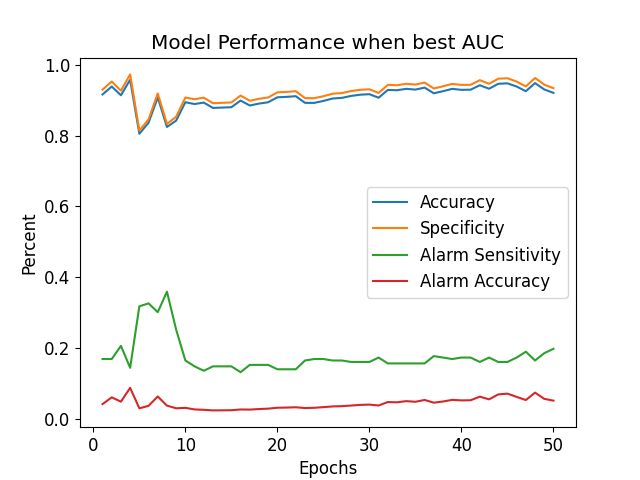 Model Performance when best AUC
1.0
0.8
0.6
0.4
0.2
0.0
Percent
Accuracy
Specificity
Alarm Sensitivity
Alarm Accuracy
0 10 20 30 40 50
Epochs